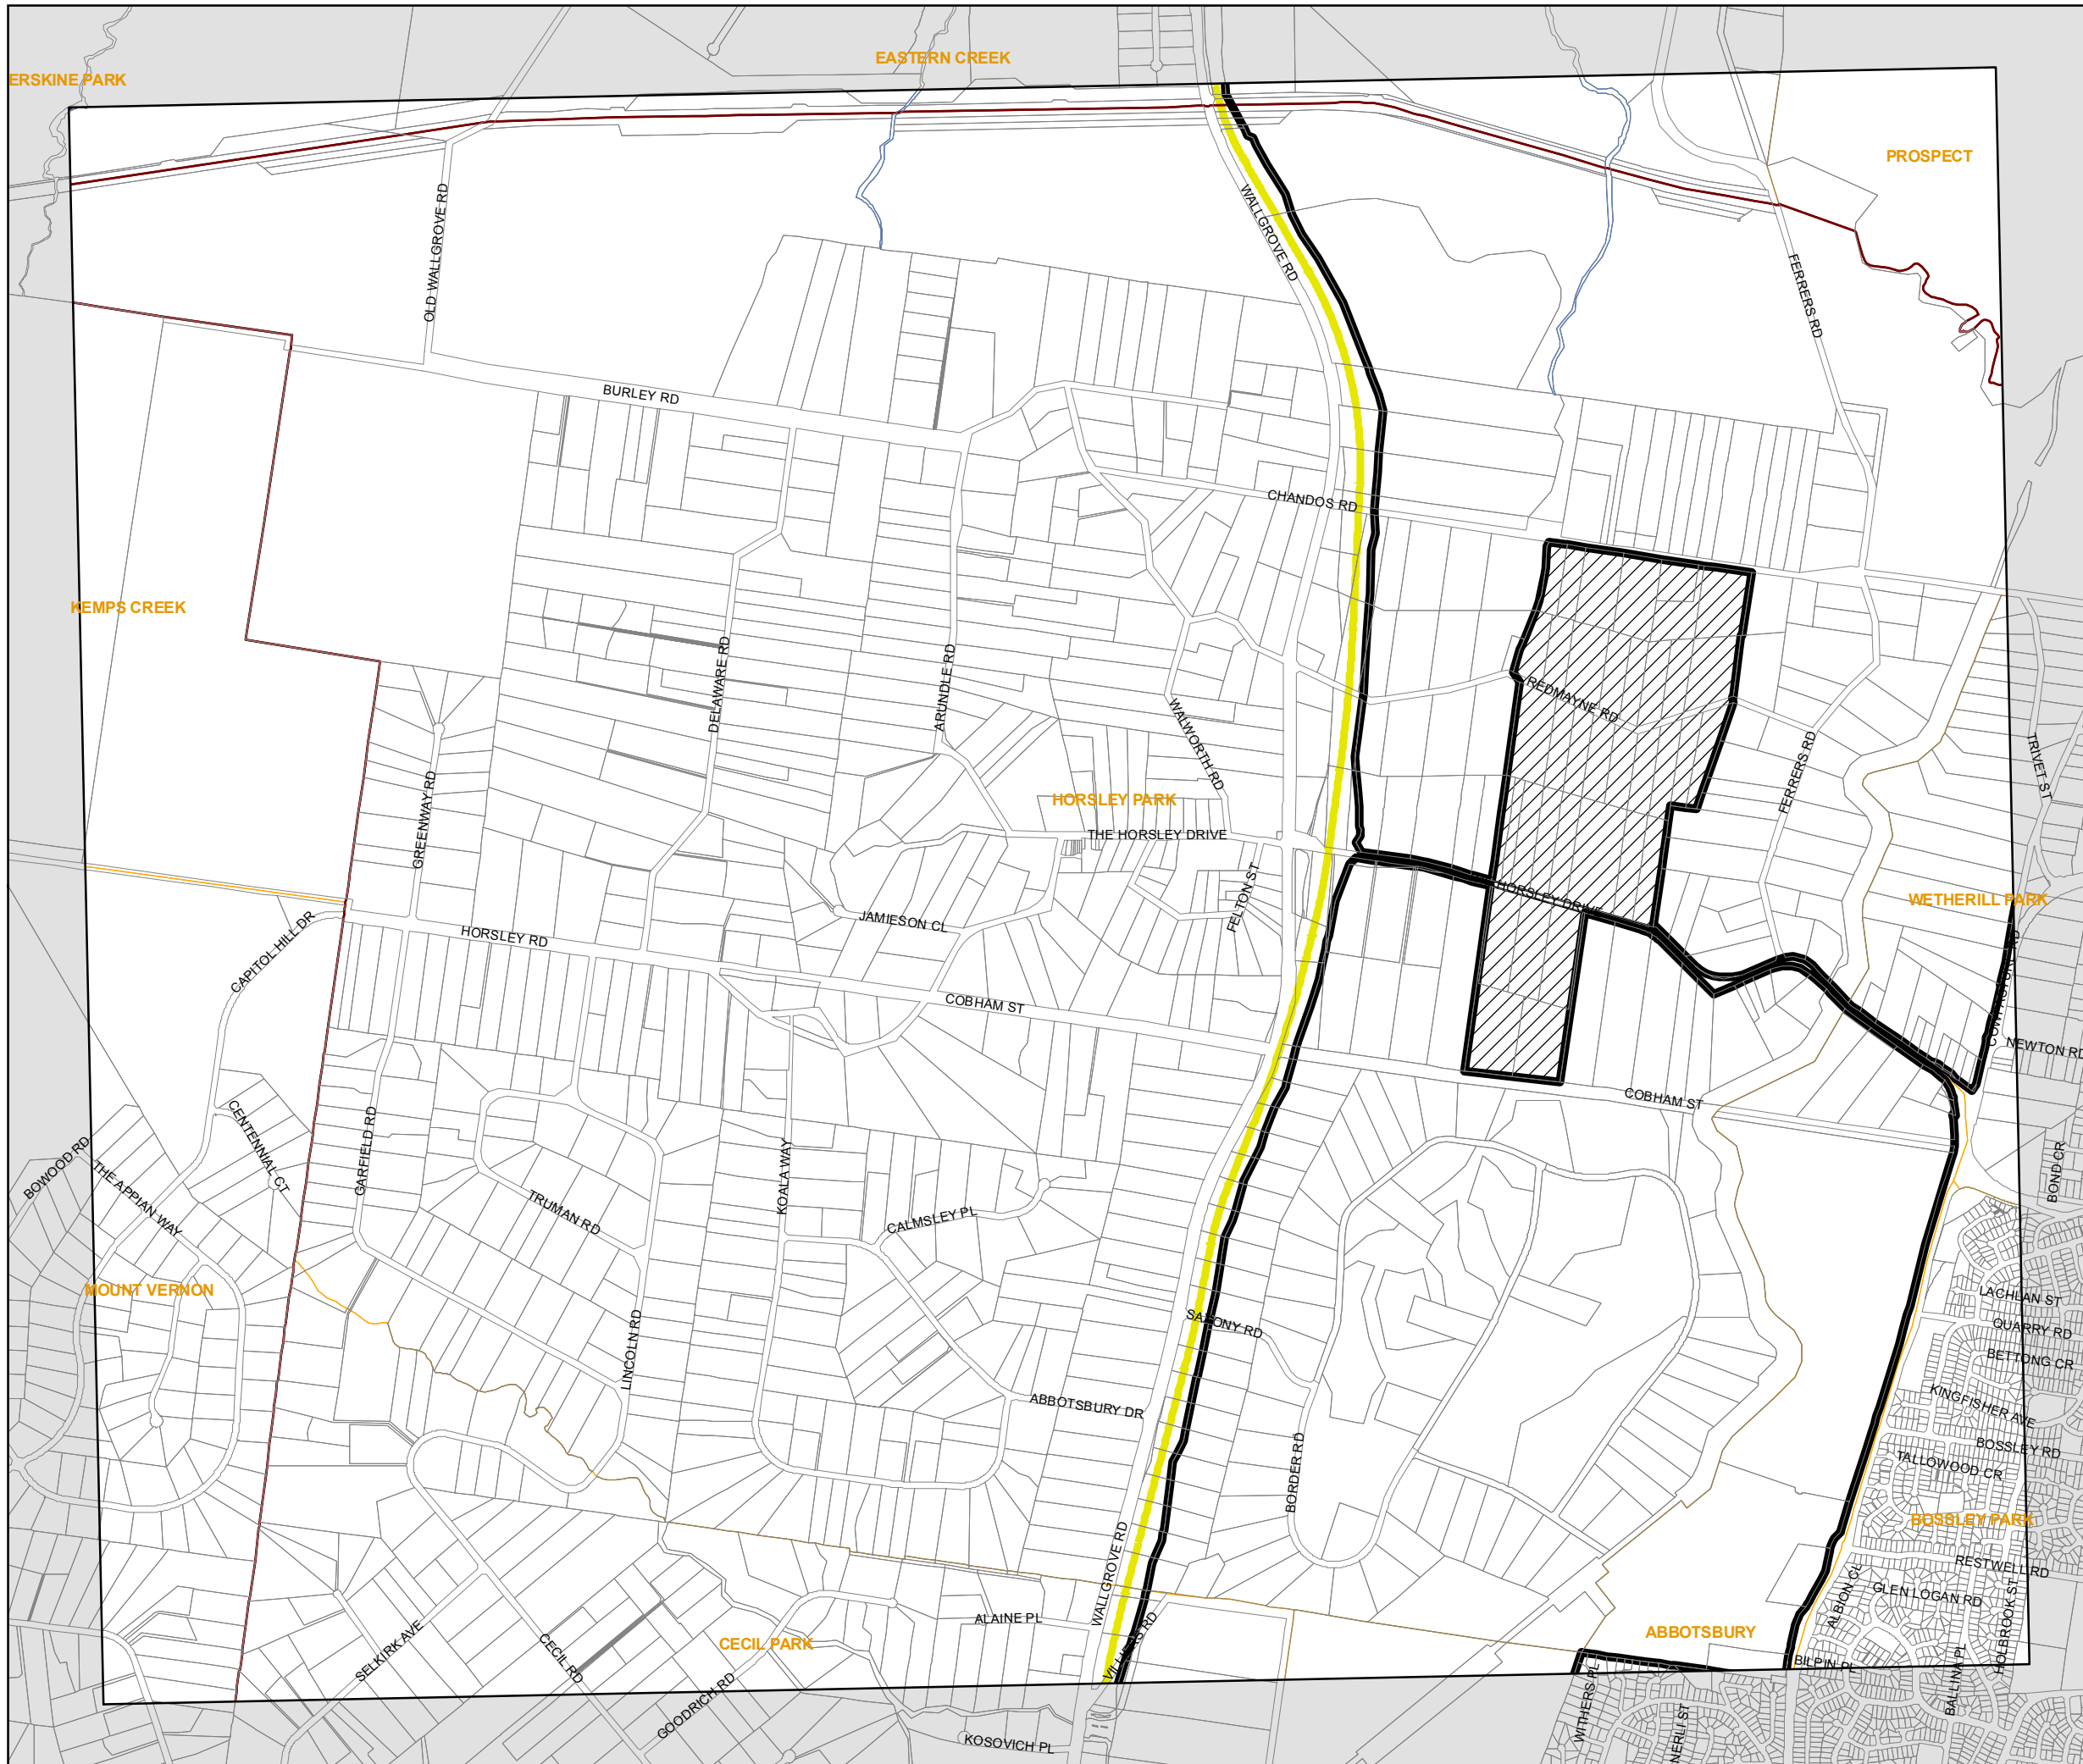 EASTERN CREEK
ERSKINE PARK
PROSPECT
WALLGROVE RD
OLD WALLGROVE RD
FERRERS RD
BURLEY RD
CHANDOS RD
KEMPS CREEK
DELAWARE RD
ARUNDLE RD
WALWORTH RD
REDMAYNE RD
TRIVET ST
FERRERS RD
GREENWAY RD
HORSLEY PARK
THE HORSLEY DRIVE
FELTON ST
HORSLEY DRIVE
WETHERILL PARK
JAMIESON CL
HORSLEY RD
CAPITOL HILL DR
COBHAM ST
COWPASTURE RD
NEWTON RD
COBHAM ST
CENTENNIAL CT
GARFIELD RD
BOWOOD RD
THE APPIAN WAY
KOALA WAY
TRUMAN RD
CALMSLEY PL
BOND CR
MOUNT VERNON
LACHLAN ST
SAXONY RD
QUARRY RD
LINCOLN RD
BETTONG CR
KINGFISHER AVE
ABBOTSBURY DR
BORDER RD
BOSSLEY RD
TALLOWOOD CR
BOSSLEY PARK
WALLGROVE RD
RESTWELL RD
GLEN LOGAN RD
ALBION CL
HOLBROOK ST
ALAINE PL
VILLIERS RD
SELKIRK AVE
CECIL RD
CECIL PARK
ABBOTSBURY
BILPIN PL
GOODRICH RD
WITHERS PL
BALLINA PL
KOSOVICH PL
NERLI ST